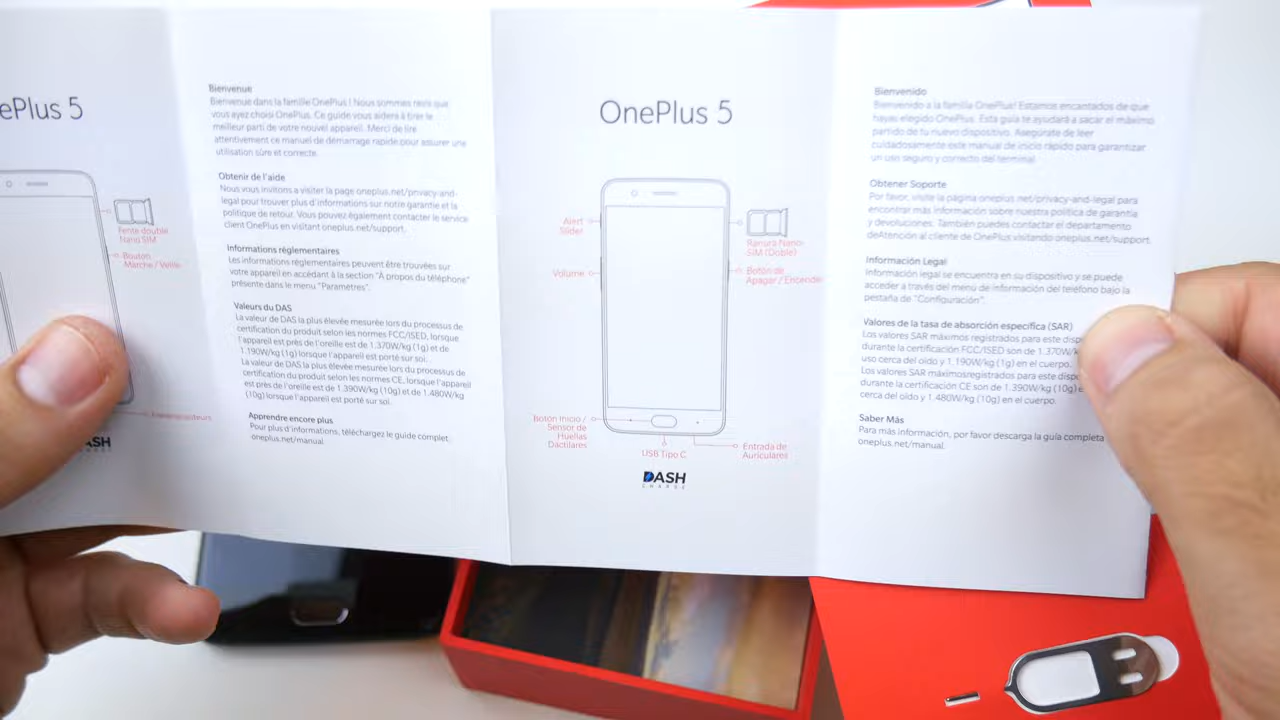 ePlus 5
Fente double
Nano SIM
Bouton
Marche / Veille
ASH
Bienvenue
Bienvenue dans la famille OnePlus ! Nous sommes ravis que
vous ayez choisi OnePlus. Ce guide vous aidera à tirer le
meilleur parti de votre nouvel appareil. Merci de lire
attentivement ce manuel de démarrage rapide pour assurer une
utilisation sûre et correcte.
Obtenir de l'aide
Nous vous invitons à visiter la page oneplus.net/privacy-and-
legal pour trouver plus d'informations sur notre garantie et la
politique de retour. Vous pouvez également contacter le service
client OnePlus en visitant oneplus.net/support.
Informations réglementaires
Les informations réglementaires peuvent être trouvées sur
votre appareil en accédant à la section "À propos du téléphone"
présente dans le menu "Paramètres".
Valeurs du DAS
La valeur de DAS la plus élevée mesurée lors du processus de
certification du produit selon les normes FCC/ISED, lorsque
l'appareil est près de l'oreille est de 1.370W/kg (1g) et de
1.190W/kg (1g) lorsque l'appareil est porté sur soi.
La valeur de DAS la plus élevée mesurée lors du processus de
certification du produit selon les normes CE, lorsque l'appareil
est près de l'oreille est de 1.390W/kg (10g) et de 1.480W/kg
(10g) lorsque l'appareil est porté sur soi.
Apprendre encore plus
Pour plus d'informations, téléchargez le guide complet.
oneplus.net/manual.
OnePlus 5
Alert
Slider
Volume
Ranura Nano-
SIM (Doble)
Botón de
Apagar / Encender
Botón Inicio /
Sensor de
Huellas
Dactilares
USB Tipo C
Entrada de
Auriculares
DASH
CHARGE
Bienvenido
Bienvenido a la familia OnePlus! Estamos encantados de que
hayas elegido OnePlus. Esta guía te ayudará a sacar el máximo
partido de tu nuevo dispositivo. Asegúrate de leer
cuidadosamente este manual de inicio rápido para garantizar
un uso seguro y correcto del terminal.
Obtener Soporte
Por favor, visite la página oneplus.net/privacy-and-legal para
encontrar más información sobre nuestra política de garantía
y devoluciones. También puedes contactar el departamento
deAtención al cliente de OnePlus visitando oneplus.net/support.
Información Legal
Información legal se encuentra en su dispositivo y se puede
acceder a través del menú de información del teléfono bajo la
pestaña de "Configuración".
Valores de la tasa de absorción específica (SAR)
Los valores SAR máximos registrados para este disp
durante la certificación FCC/ISED son de 1.370W/k
uso cerca del oído y 1.190W/kg (1g) en el cuerpo.
Los valores SAR máximosregistrados para este dispo
durante la certificación CE son de 1.390W/kg (10g) e
cerca del oído y 1.480W/kg (10g) en el cuerpo.
Saber Más
Para más información, por favor descarga la guía completa
oneplus.net/manual.